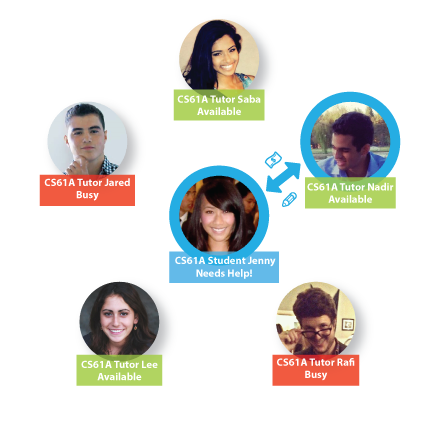 CS61A Tutor Saba
Available
CS61A Tutor Jared
Busy
CS61A Tutor Nadir
Available
CS61A Student Jenny
Needs Help!
CS61A Tutor Lee
Available
CS61A Tutor Rafi
Busy
$